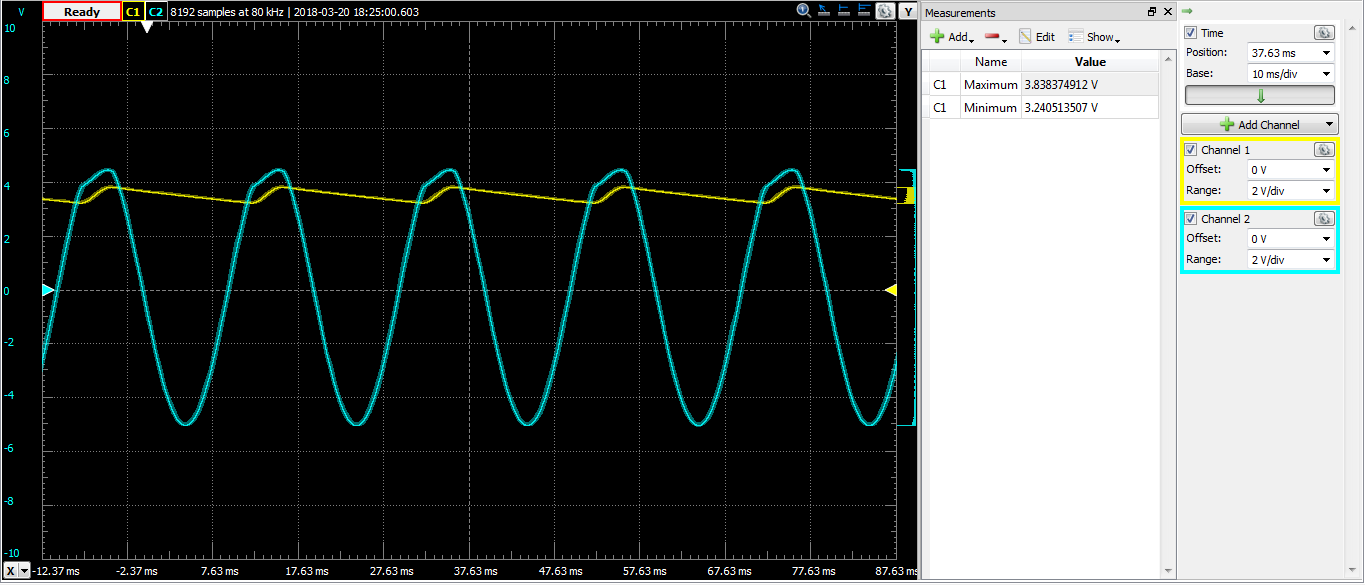 V Ready C1 C2 8192 samples at 80 kHz | 2018-03-20 18:25:00.603 Y
10
8
6
4
2
0
-2
-4
-6
-8
-10
X -12.37 ms -2.37 ms 7.63 ms 17.63 ms 27.63 ms 37.63 ms 47.63 ms 57.63 ms 67.63 ms 77.63 ms 87.63 ms
Measurements
Add Edit Show
Name Value
C1 Maximum 3.838374912 V
C1 Minimum 3.240513507 V
Time
Position: 37.63 ms
Base: 10 ms/div
Add Channel
Channel 1
Offset: 0 V
Range: 2 V/div
Channel 2
Offset: 0 V
Range: 2 V/div